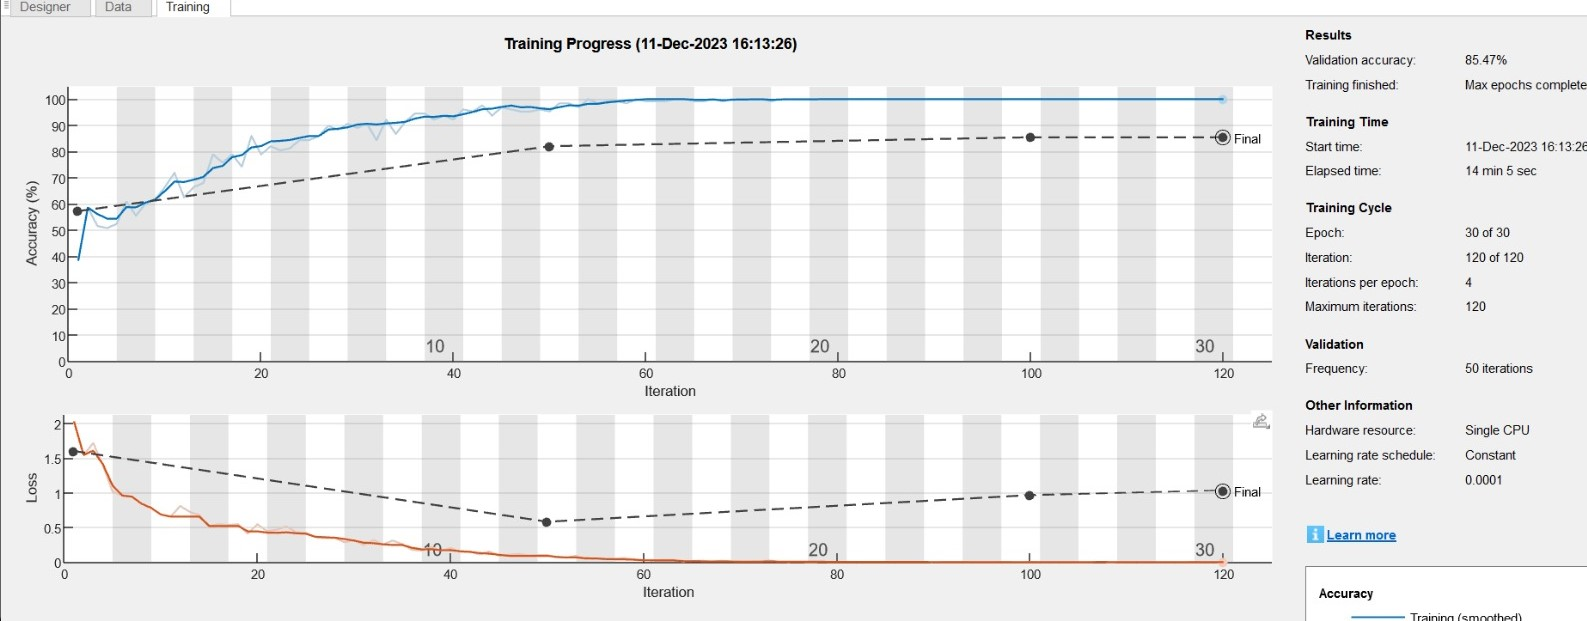 Designer
Data
Training
Training Progress (11-Dec-2023 16:13:26)
Accuracy (%)
100
90
80
70
60
50
40
30
20
10
0
Final
10
20
30
0
20
40
60
80
100
120
Iteration
Loss
2
1.5
1
0.5
0
Final
10
20
30
0
20
40
60
80
100
120
Iteration
Results
Validation accuracy: 85.47%
Training finished: Max epochs complete
Training Time
Start time: 11-Dec-2023 16:13:26
Elapsed time: 14 min 5 sec
Training Cycle
Epoch: 30 of 30
Iteration: 120 of 120
Iterations per epoch: 4
Maximum iterations: 120
Validation
Frequency: 50 iterations
Other Information
Hardware resource: Single CPU
Learning rate schedule: Constant
Learning rate: 0.0001
i Learn more
Accuracy
Training (smoothed)